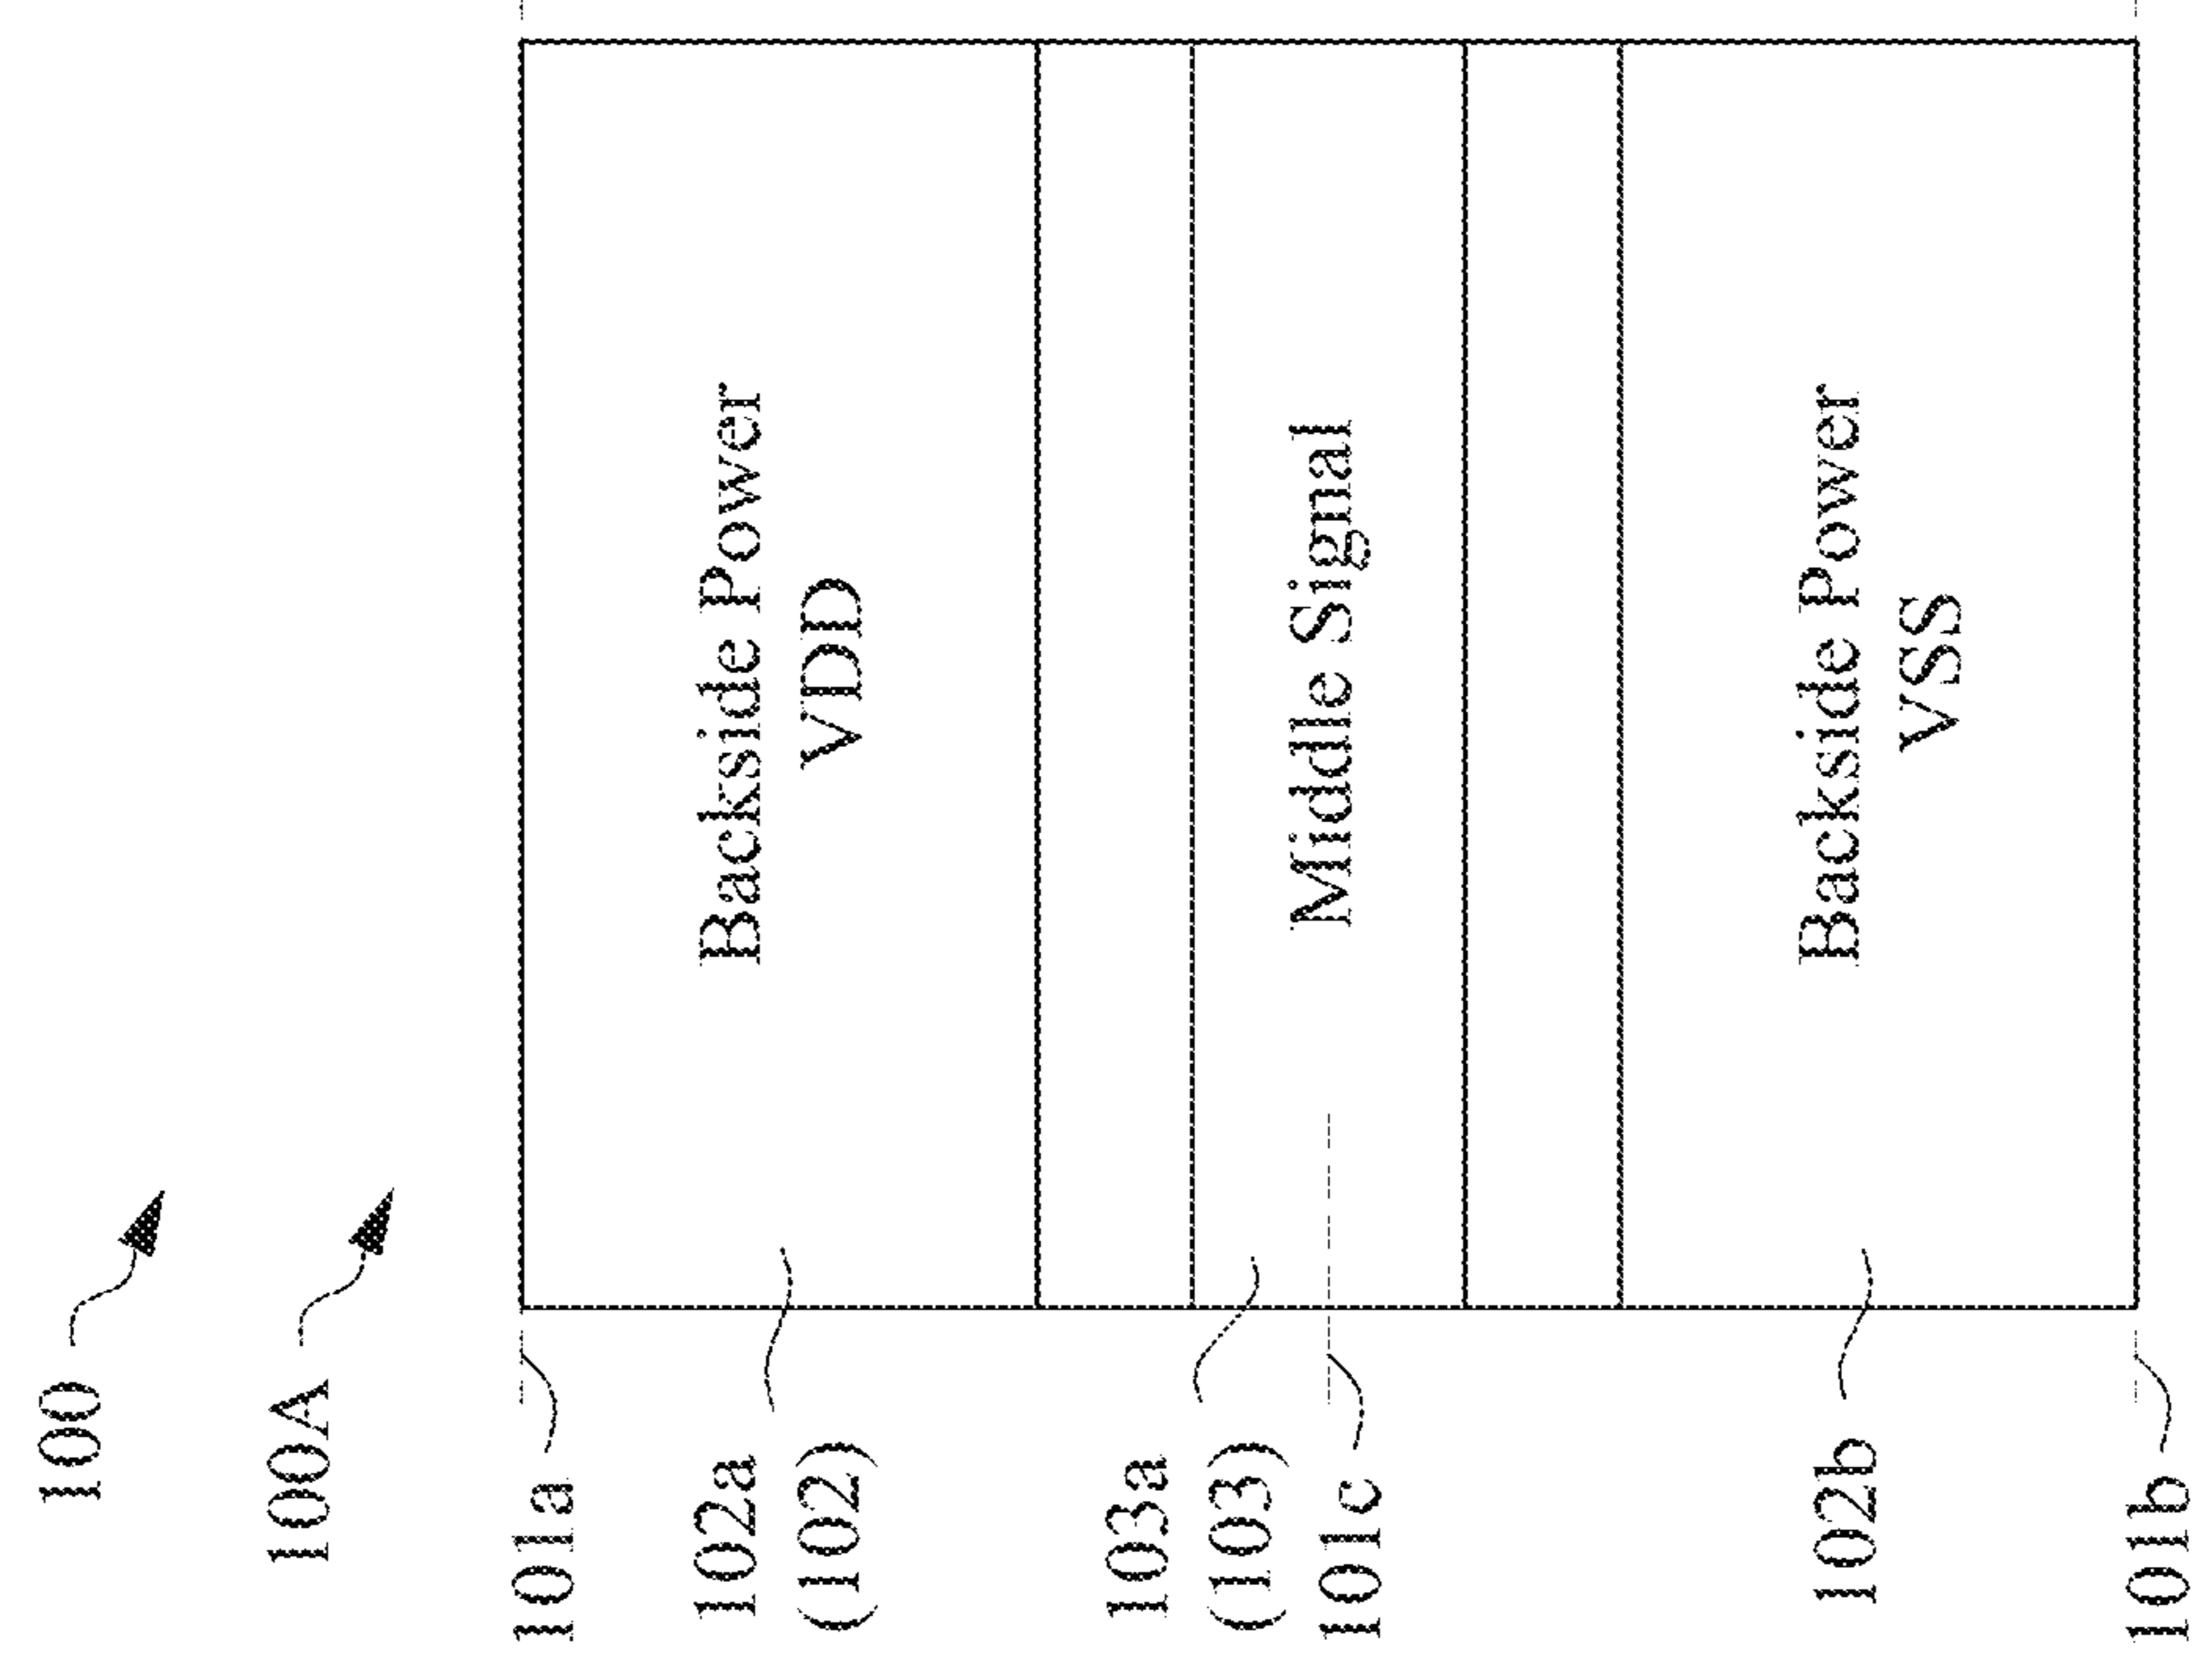 100
100A
101a
102a
(102)
Backside Power
VDD
103a
(103)
101c
Middle Signal
102b
Backside Power
VSS
101b